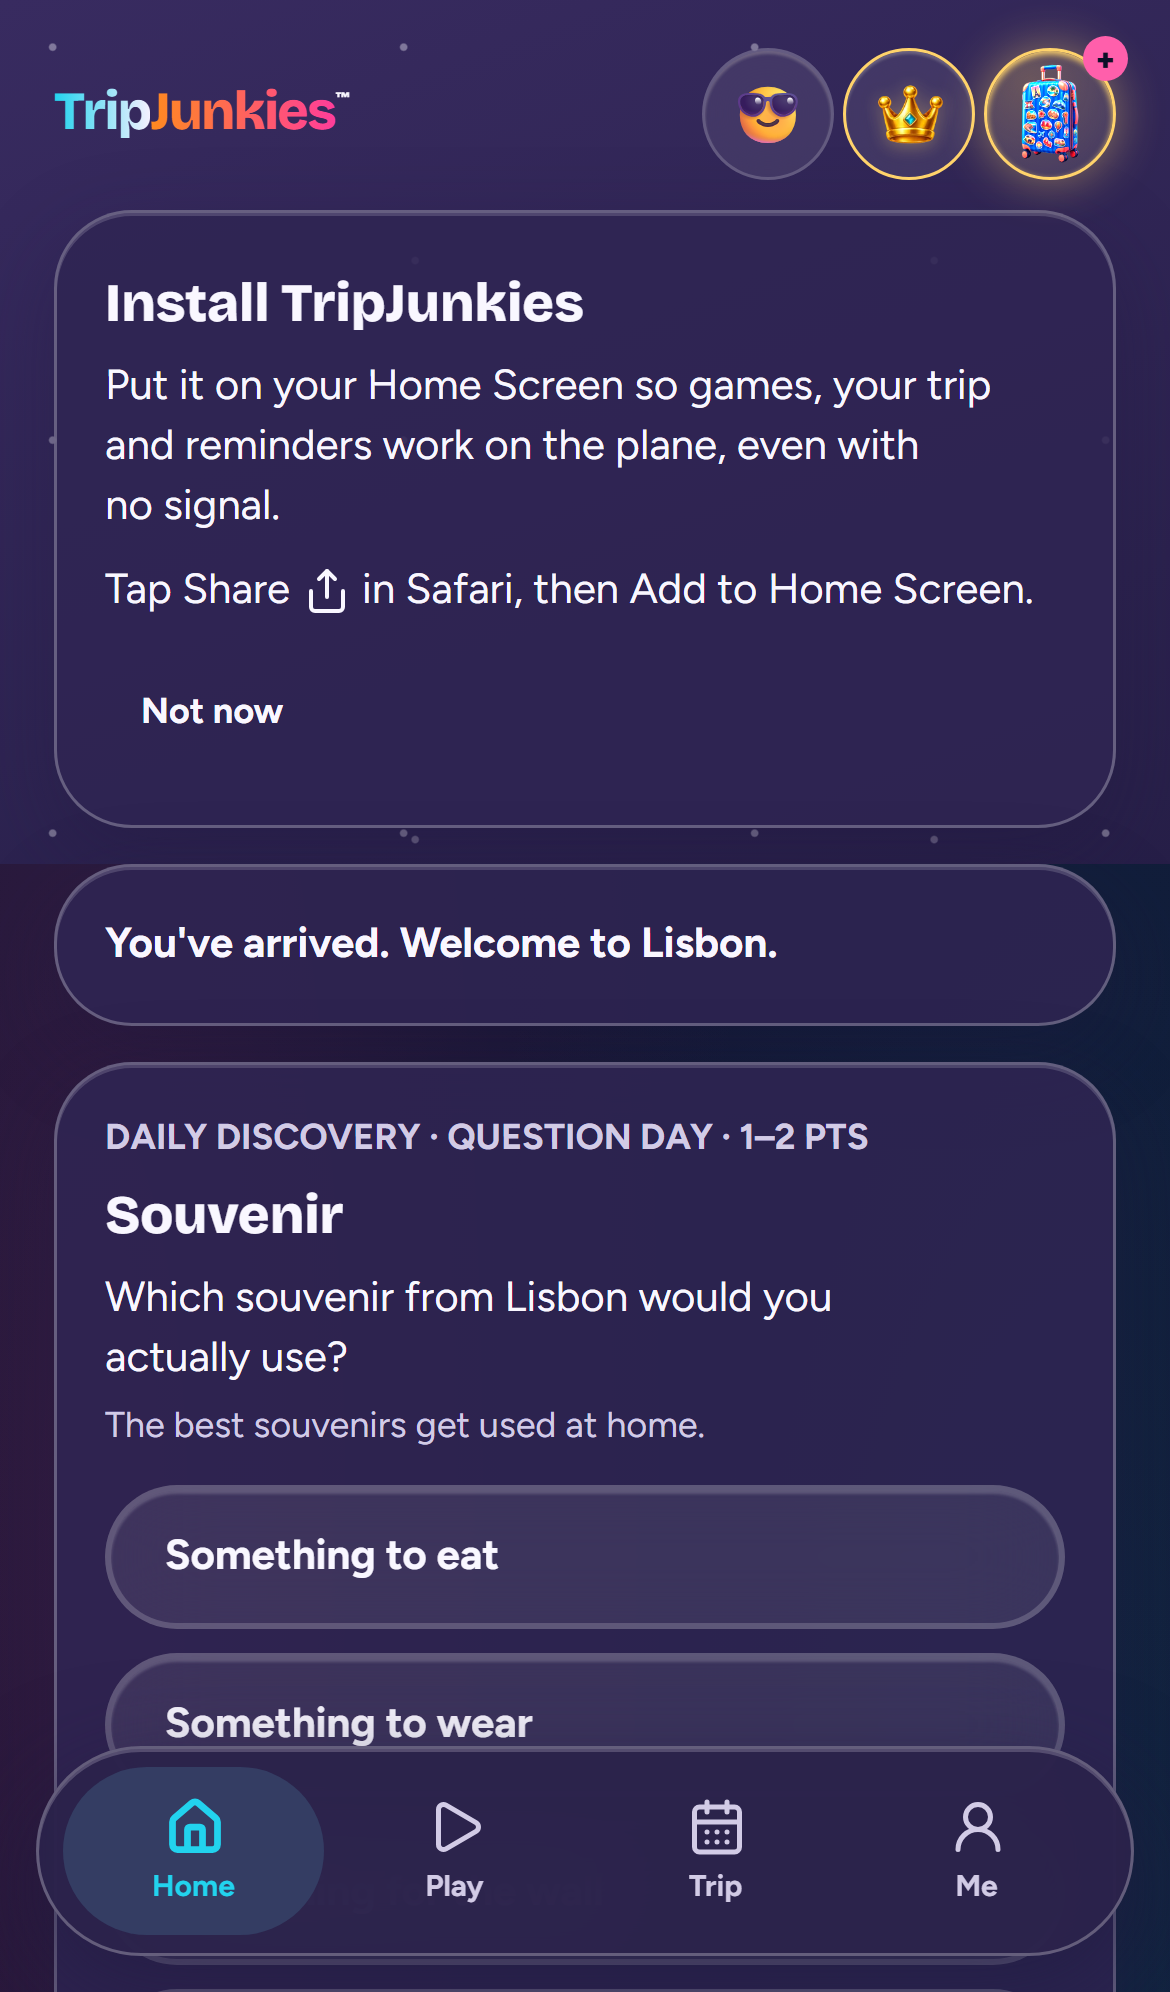 TripJunkies™
+
Install TripJunkies
Put it on your Home Screen so games, your trip
and reminders work on the plane, even with
no signal.
Tap Share in Safari, then Add to Home Screen.
Not now
You've arrived. Welcome to Lisbon.
DAILY DISCOVERY · QUESTION DAY · 1–2 PTS
Souvenir
Which souvenir from Lisbon would you
actually use?
The best souvenirs get used at home.
Something to eat
Something to wear
Home
Play
Trip
Me